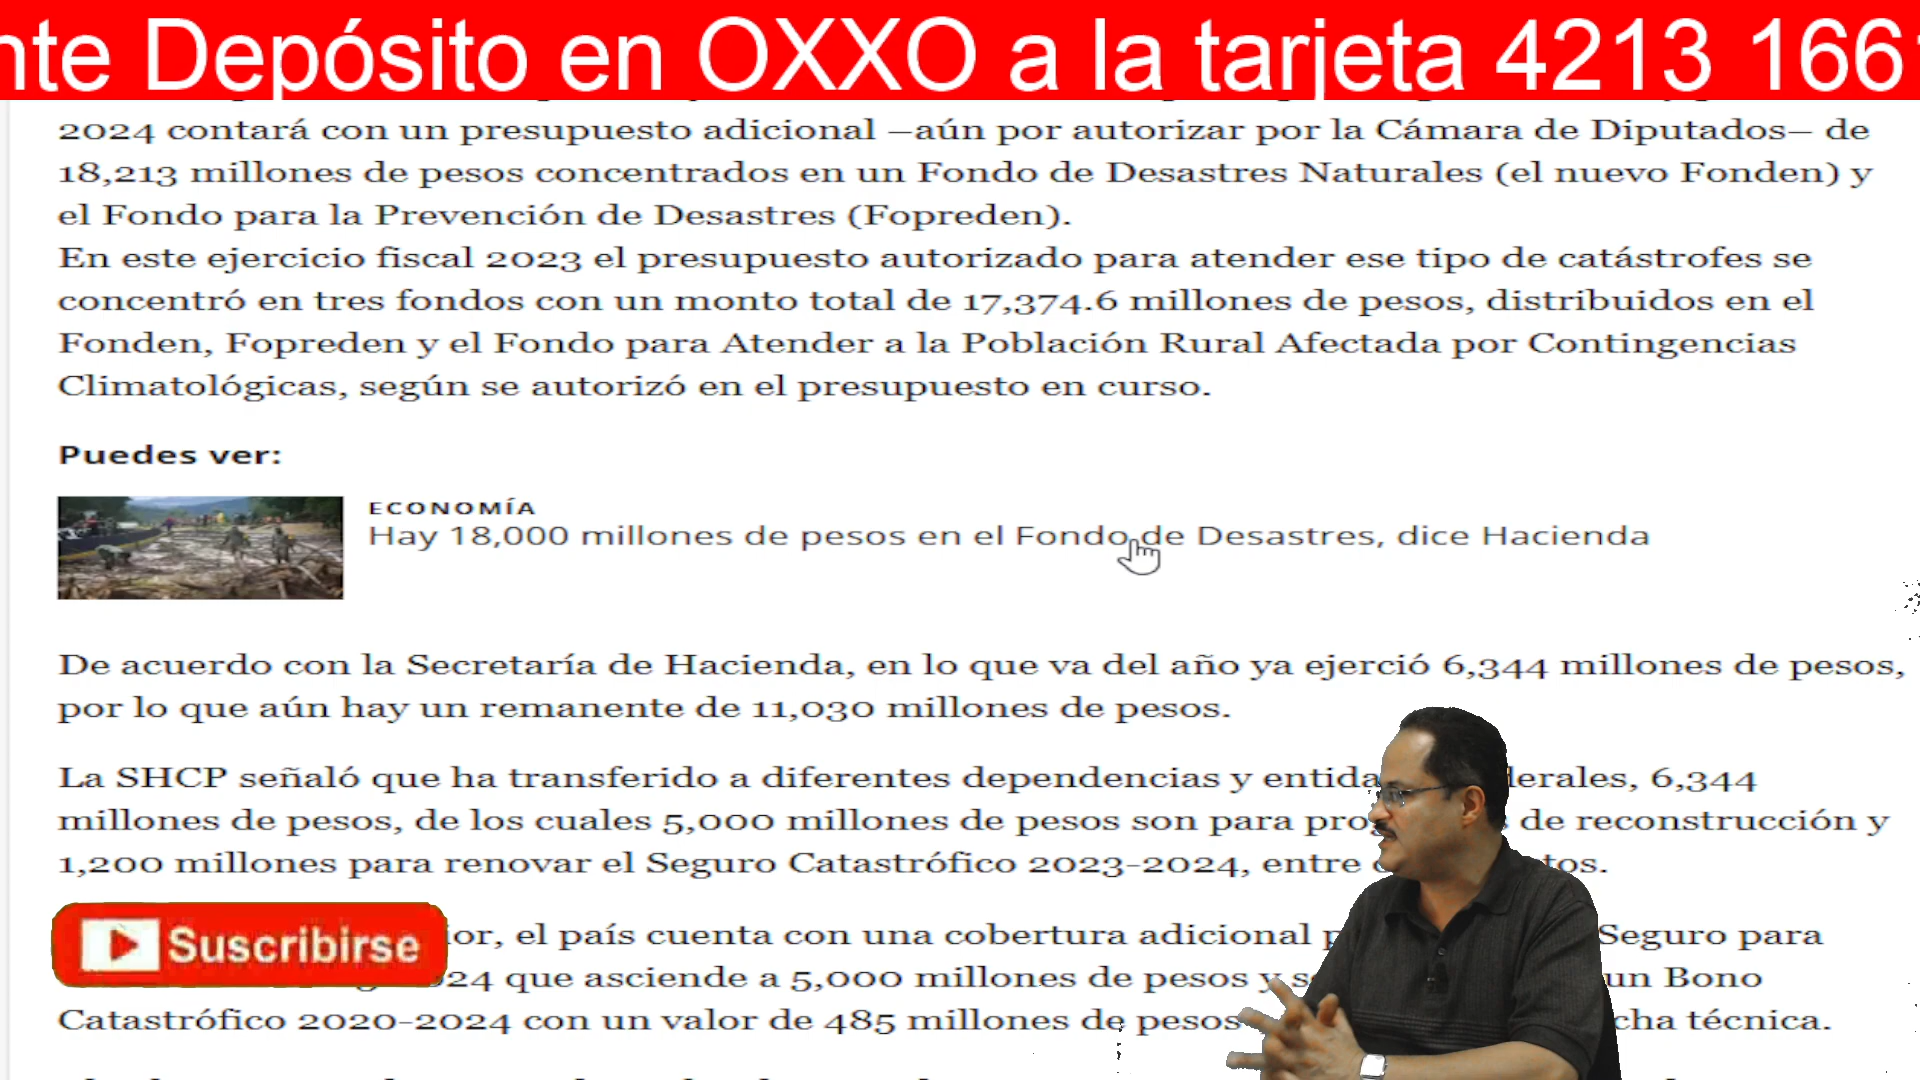 Depósito en OXXO a la tarjeta 4213 166
2024 contará con un presupuesto adicional —aún por autorizar por la Cámara de Diputados— de
18,213 millones de pesos concentrados en un Fondo de Desastres Naturales (el nuevo Fonden) y
el Fondo para la Prevención de Desastres (Fopreden).
En este ejercicio fiscal 2023 el presupuesto autorizado para atender ese tipo de catástrofes se
concentró en tres fondos con un monto total de 17,374.6 millones de pesos, distribuidos en el
Fonden, Fopreden y el Fondo para Atender a la Población Rural Afectada por Contingencias
Climatológicas, según se autorizó en el presupuesto en curso.
Puedes ver:
ECONOMÍA
Hay 18,000 millones de pesos en el Fondo de Desastres, dice Hacienda
De acuerdo con la Secretaría de Hacienda, en lo que va del año ya ejerció 6,344 millones de pesos,
por lo que aún hay un remanente de 11,030 millones de pesos.
La SHCP señaló que ha transferido a diferentes dependencias y 6,344
millones de pesos, de los cuales 5,000 millones de pesos son para de reconstrucción y
1,200 millones para renovar el Seguro Catastrófico 2023-2024, entre
Suscribirse
el país cuenta con una cobertura adicional Seguro para
que asciende a 5,000 millones de pesos y un Bono
Catastrófico 2020-2024 con un valor de 485 millones de pesos técnica.